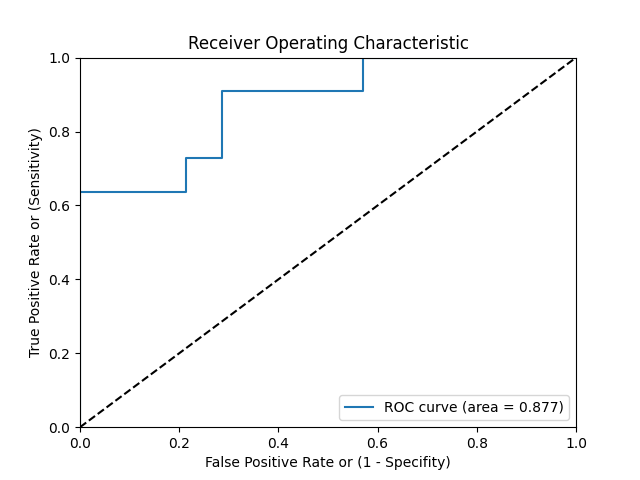 Receiver Operating Characteristic
1.0
0.8
0.6
0.4
0.2
0.0
True Positive Rate or (Sensitivity)
ROC curve (area = 0.877)
0.0 0.2 0.4 0.6 0.8 1.0
False Positive Rate or (1 - Specifity)